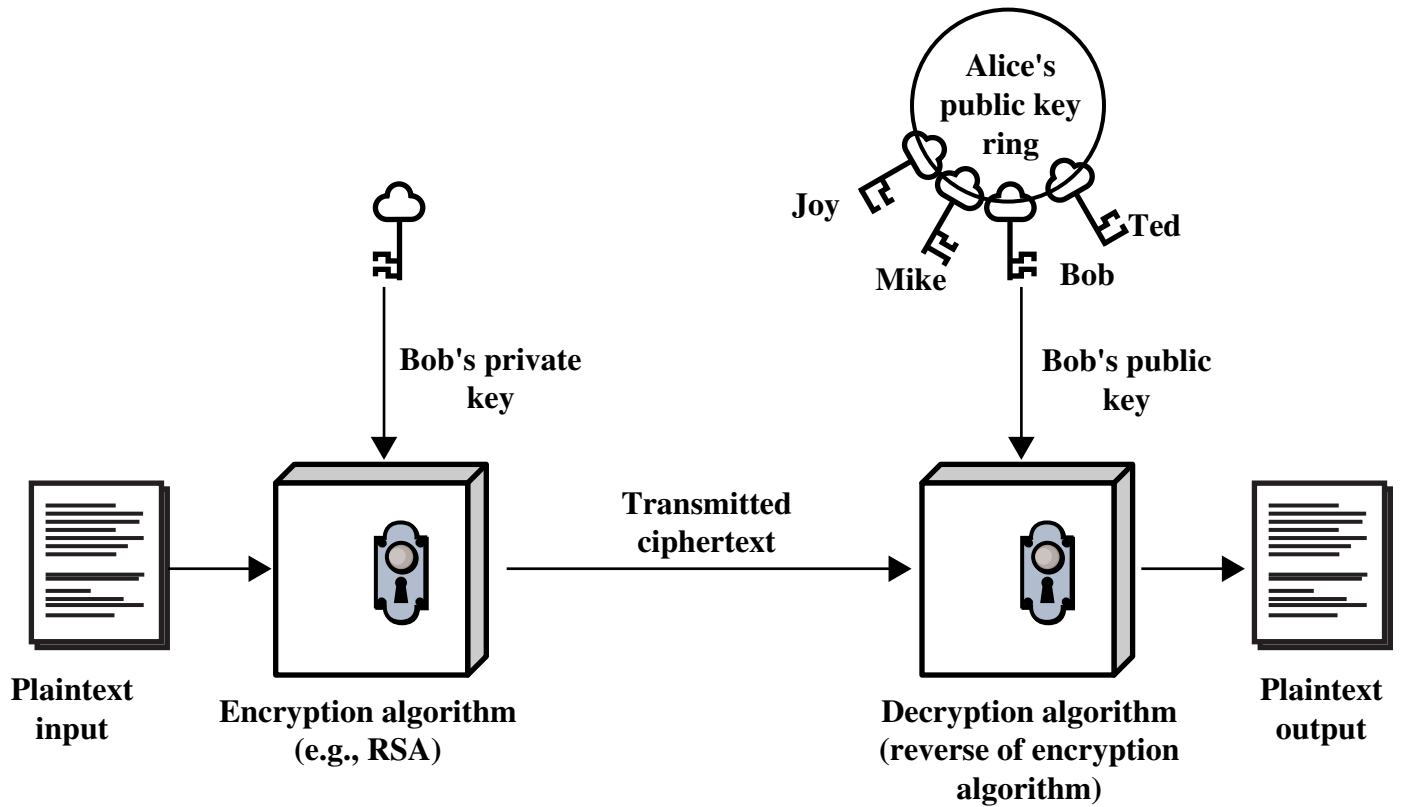 Alice's
public key
ring
Joy
Ted
Mike
Bob
Bob's private
key
Bob's public
key
Transmitted
ciphertext
Plaintext
input
Encryption algorithm
(e.g., RSA)
Decryption algorithm
(reverse of encryption
algorithm)
Plaintext
output